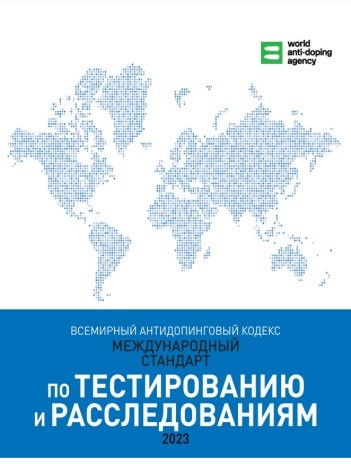 world
anti-doping
agency
ВСЕМИРНЫЙ АНТИДОПИНГОВЫЙ КОДЕКС
МЕЖДУНАРОДНЫЙ
СТАНДАРТ
ПО ТЕСТИРОВАНИЮ
И РАССЛЕДОВАНИЯМ
2023